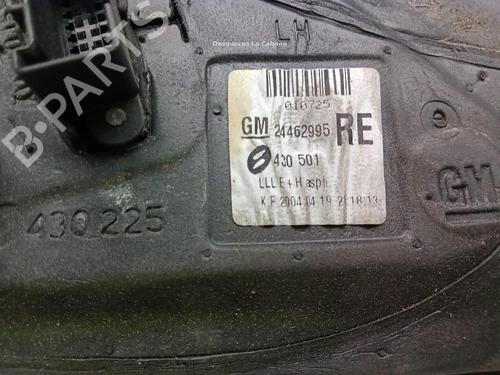 Desguaces La Cabaña
LH
010725
GM 24462995 RE
430 501
LLL E+H asph.
K.F 2004.04.19 21:18:13
430 225
e
GM
B-PARTS